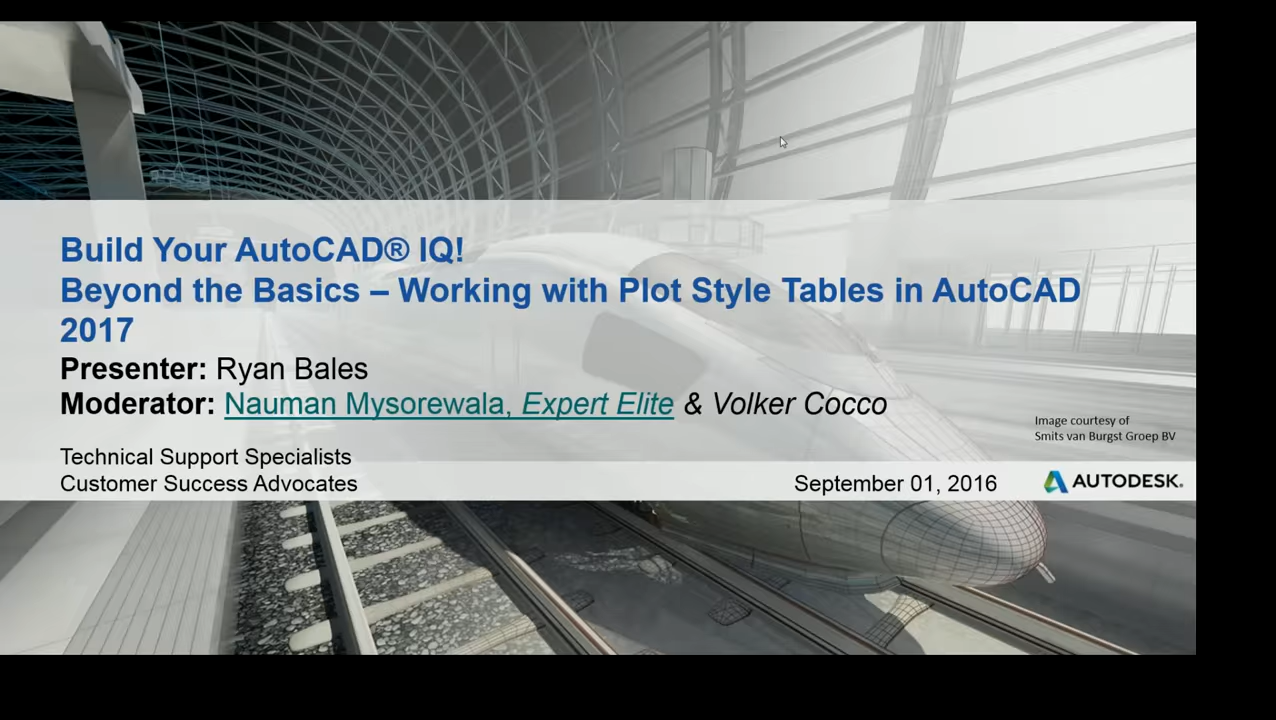 Build Your AutoCAD® IQ!
Beyond the Basics – Working with Plot Style Tables in AutoCAD
2017
Presenter: Ryan Bales
Moderator: Nauman Mysorewala, Expert Elite & Volker Cocco
Image courtesy of
Smits van Burgst Groep BV
Technical Support Specialists
Customer Success Advocates
September 01, 2016
AUTODESK.